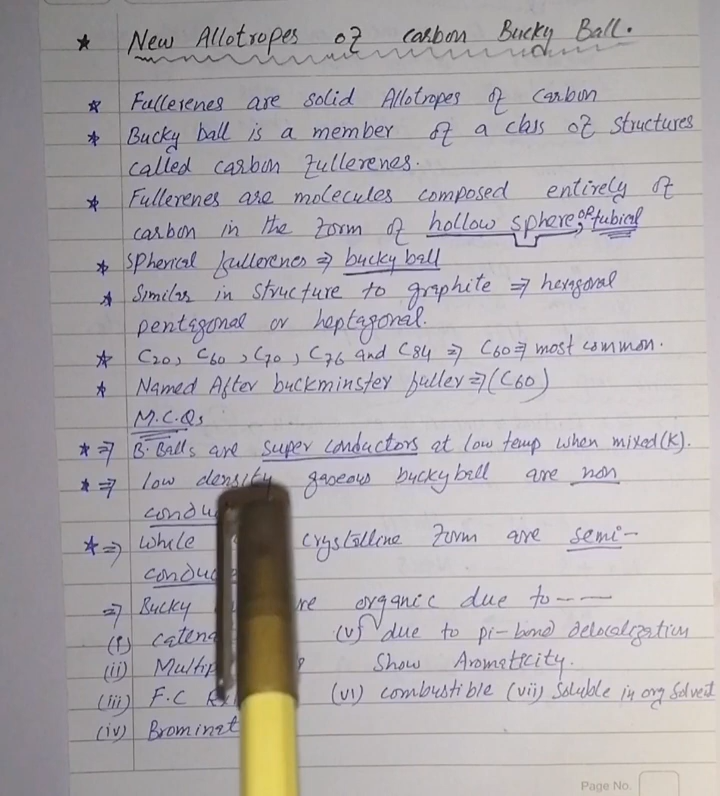 * New Allotropes of carbon Bucky Ball.
* Fullerenes are solid Allotropes of Carbon
* Bucky ball is a member of a class of structures
called carbon fullerenes.
* Fullerenes are molecules composed entirely of
carbon in the form of hollow sphere, or tubical
* Spherical fullerenes ⇒ bucky ball
* Similar in structure to graphite ⇒ hexagonal
pentagonal or heptagonal.
* C20, C60, C70, C76 and C84 ⇒ C60 ⇒ most common.
* Named After buckminster fuller ⇒ (C60)
M.C.Qs
* ⇒ B. Balls are super conductors at low temp when mixed (K).
* ⇒ low density gaseous bucky ball are non
condu
* ⇒ while crystalline form are semi-
conduc
⇒ Bucky re organic due to ---
(i) catena (v) due to pi-bond delocalization
(ii) Multip Show Aromaticity.
(iii) F.C (vi) combustible (vii) Soluble in org Solvent
(iv) Brominat
Page No.